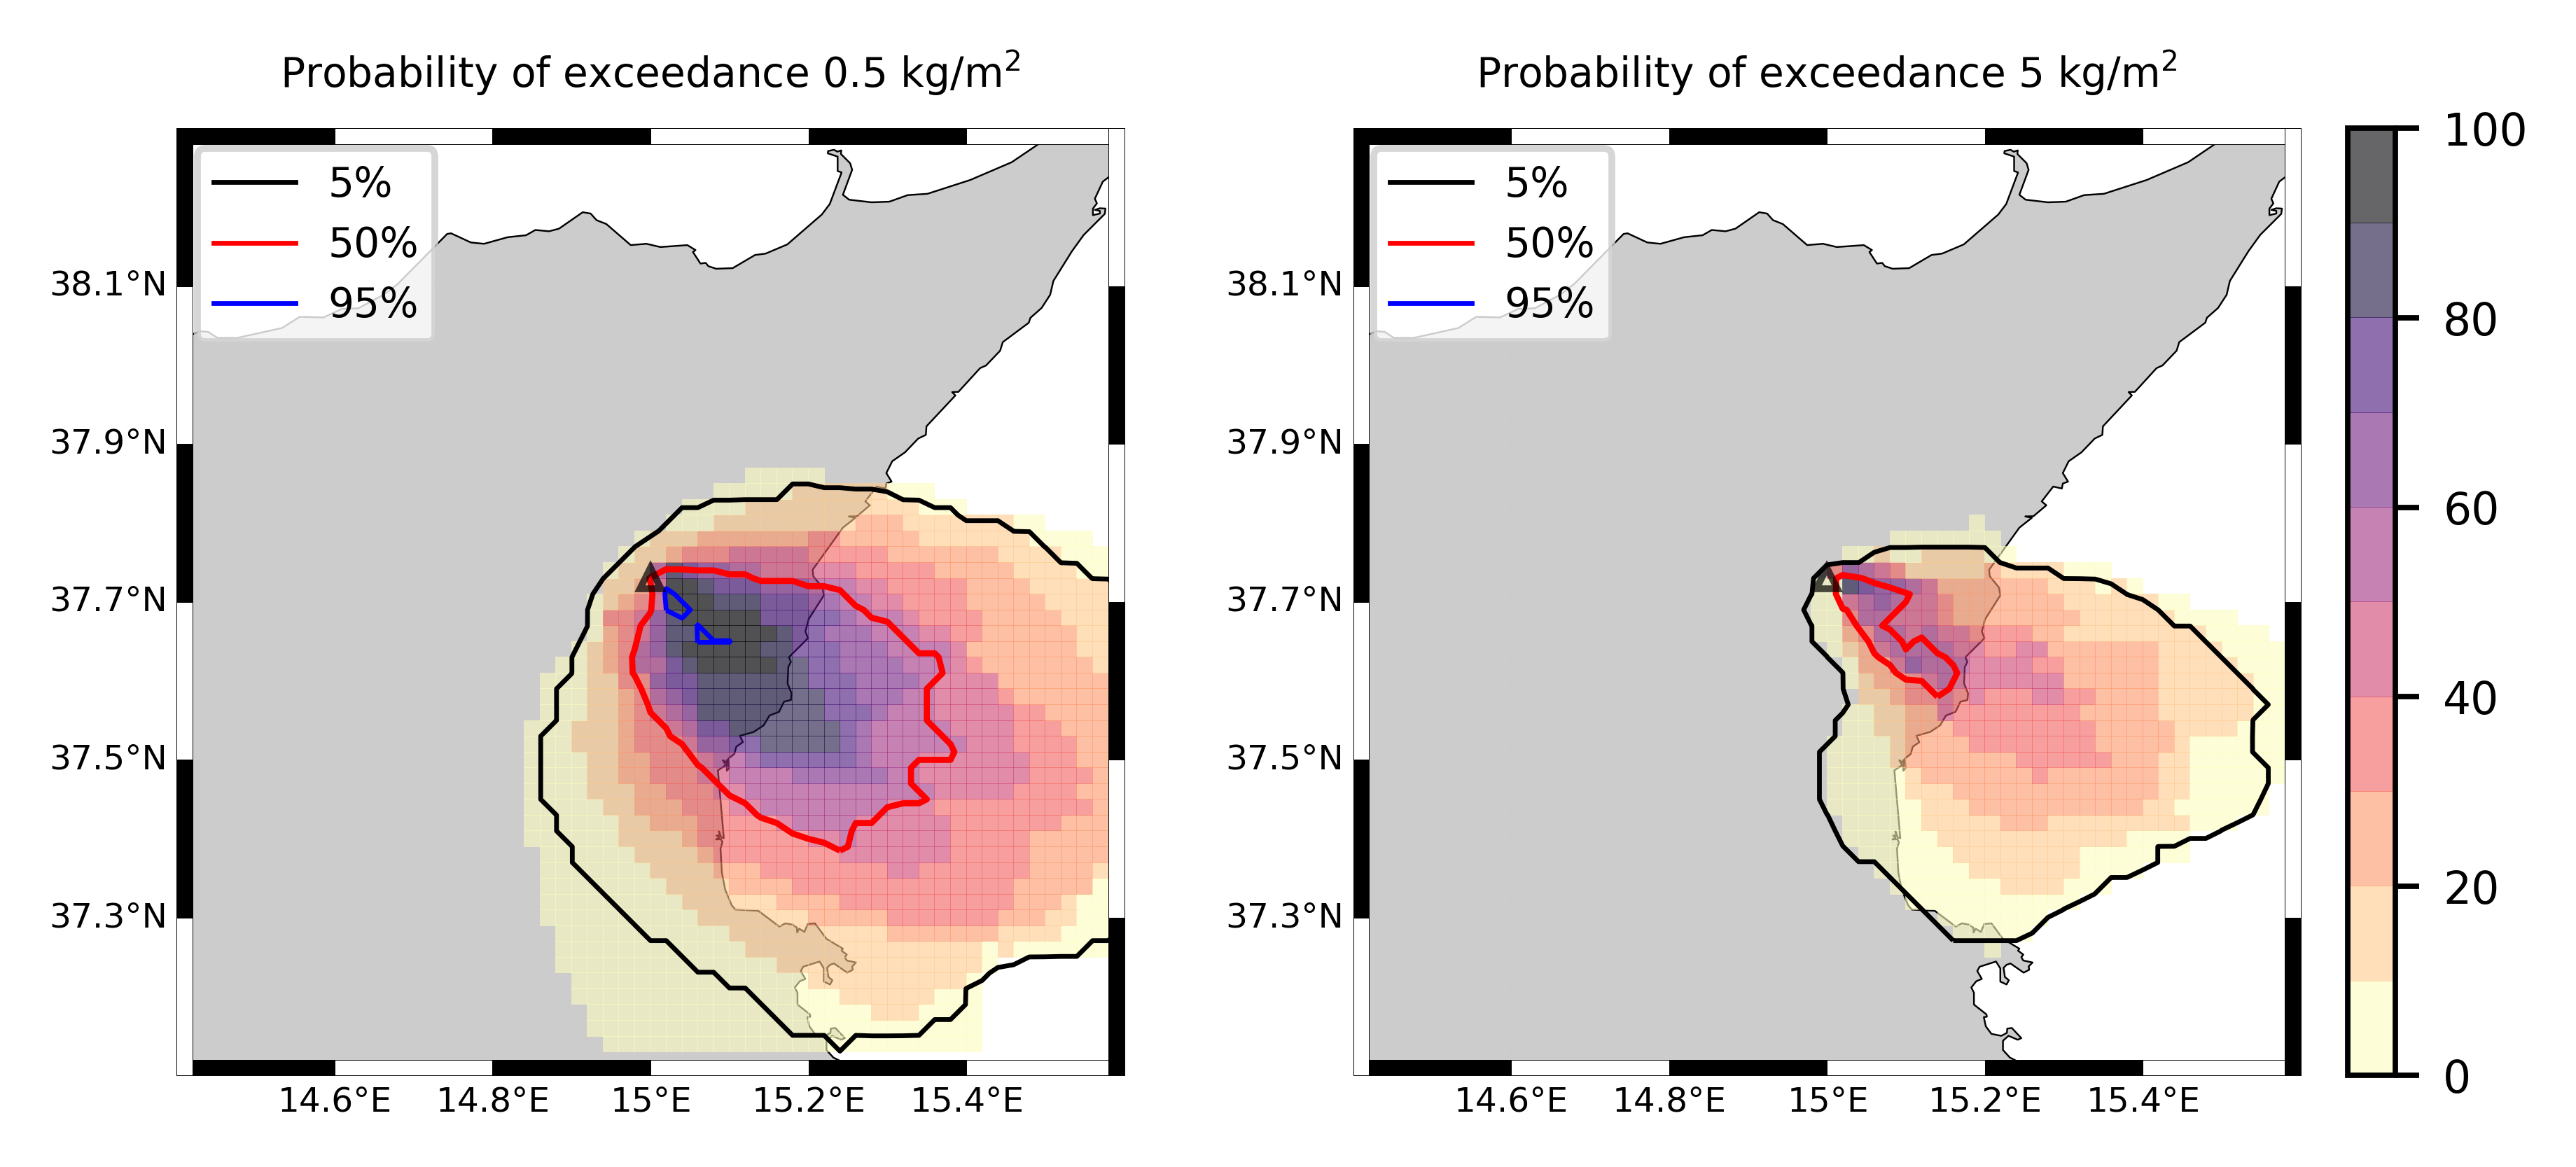 Probability of exceedance 0.5 kg/m²
5%
50%
95%
38.1°N
37.9°N
37.7°N
37.5°N
37.3°N
14.6°E
14.8°E
15°E
15.2°E
15.4°E
Probability of exceedance 5 kg/m²
5%
50%
95%
38.1°N
37.9°N
37.7°N
37.5°N
37.3°N
14.6°E
14.8°E
15°E
15.2°E
15.4°E
100
80
60
40
20
0